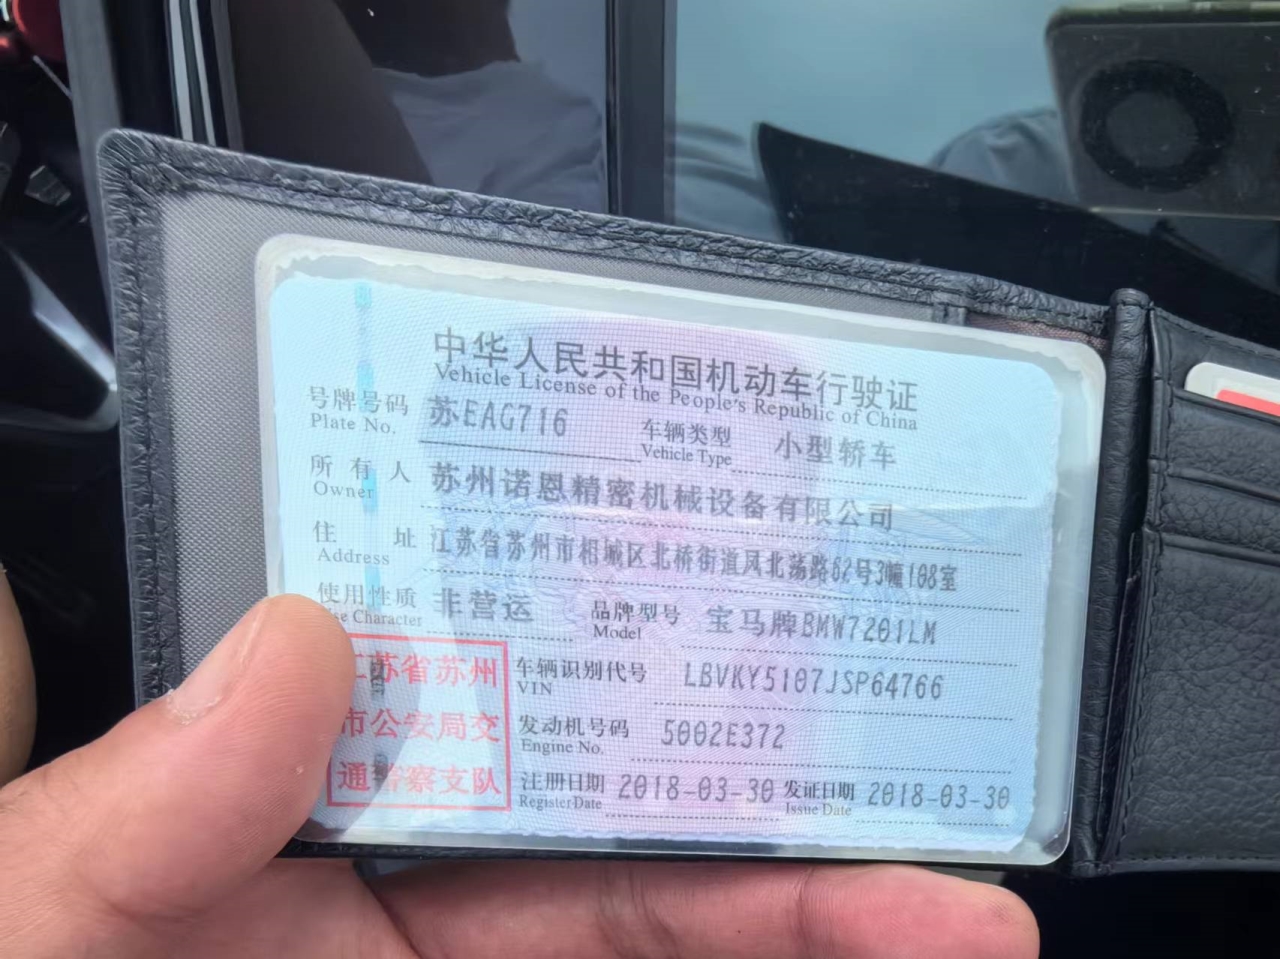 中华人民共和国机动车行驶证
Vehicle License of the People's Republic of China
号牌号码 苏EAG716 车辆类型 小型轿车
Plate No. Vehicle Type
所有人 苏州诺恩精密机械设备有限公司
Owner
住址 江苏省苏州市相城区北桥街道凤北荡路62号3幢108室
Address
使用性质 非营运 品牌型号 宝马牌BMW7201LM
Character Model
江苏省苏州
市公安局交
通警察支队
车辆识别代号 LBVKY5107JSP64766
VIN
发动机号码 5002E372
Engine No.
注册日期 2018-03-30 发证日期 2018-03-30
Register Date Issue Date